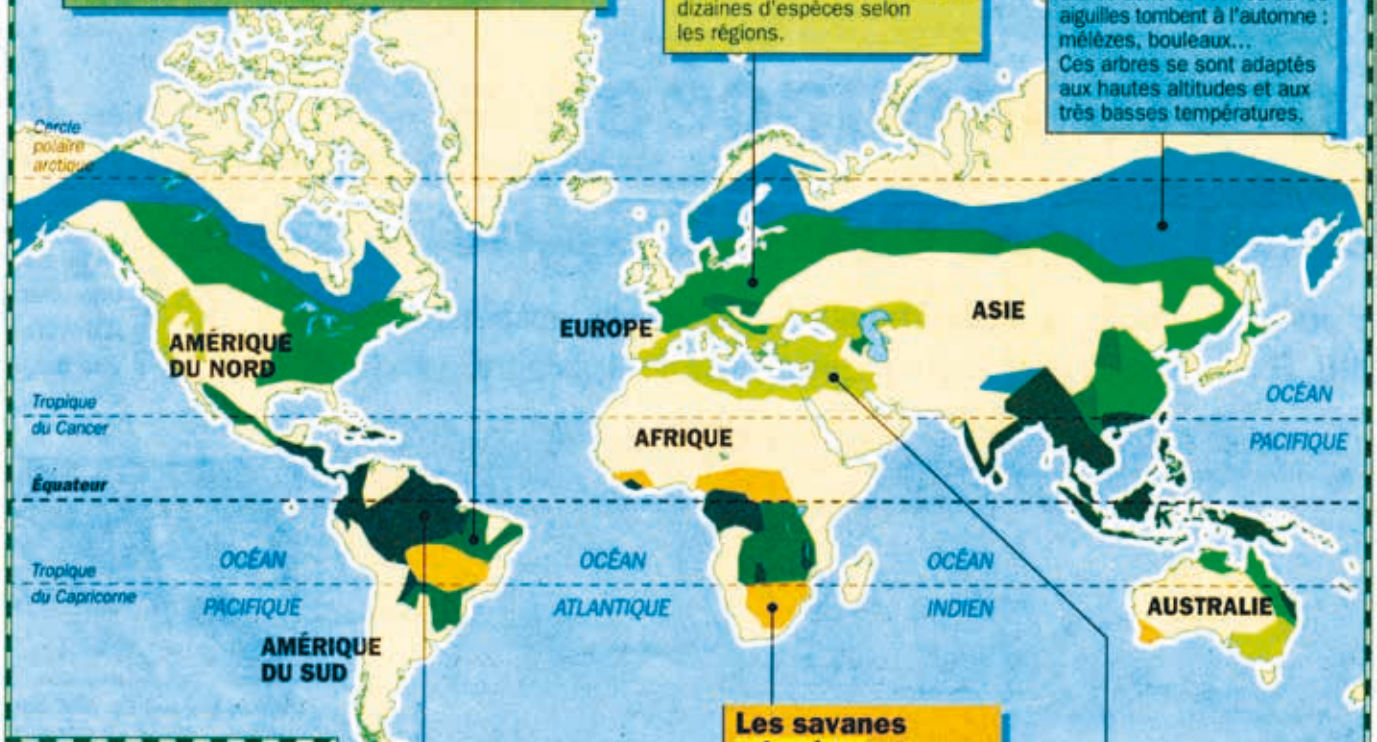 dizaines d'espèces selon
les régions.
aiguilles tombent à l'automne :
mélèzes, bouleaux...
Ces arbres se sont adaptés
aux hautes altitudes et aux
très basses températures.
Cercle
polaire
arctique
EUROPE
ASIE
AMÉRIQUE
DU NORD
Tropique
du Cancer
OCÉAN
PACIFIQUE
AFRIQUE
Équateur
OCÉAN
PACIFIQUE
OCÉAN
ATLANTIQUE
OCÉAN
INDIEN
Tropique
du Capricorne
AUSTRALIE
AMÉRIQUE
DU SUD
Les savanes